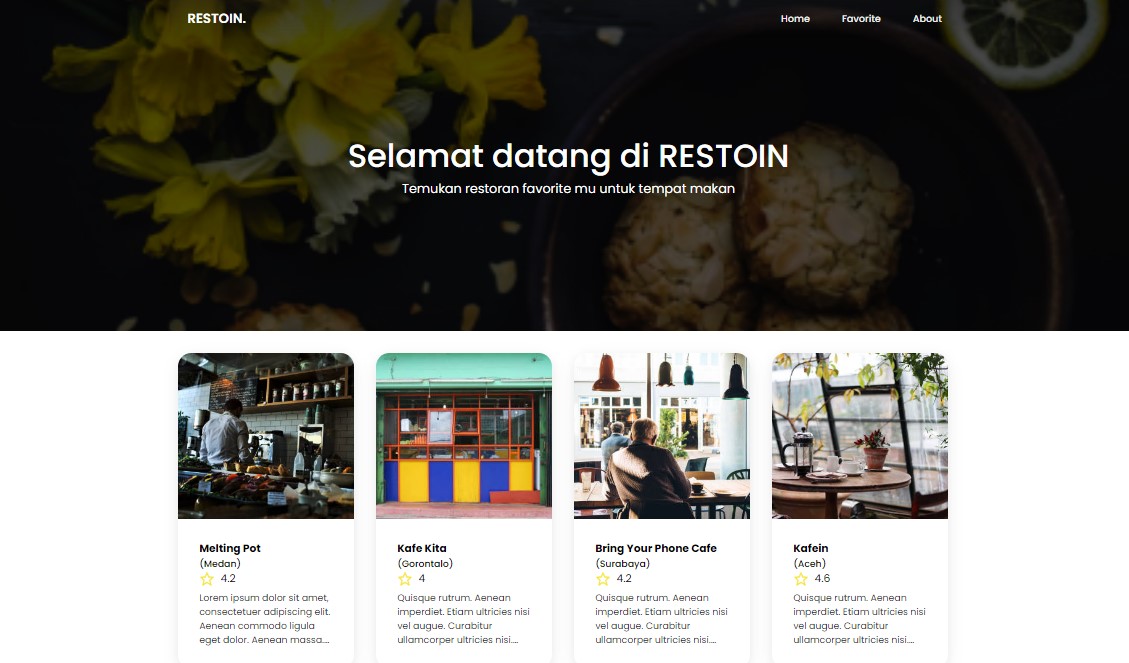 RESTOIN.
Home Favorite About
Selamat datang di RESTOIN
Temukan restoran favorite mu untuk tempat makan
Melting Pot
(Medan)
4.2
Lorem ipsum dolor sit amet,
consectetuer adipiscing elit.
Aenean commodo ligula
eget dolor. Aenean massa....
Kafe Kita
(Gorontalo)
4
Quisque rutrum. Aenean
imperdiet. Etiam ultricies nisi
vel augue. Curabitur
ullamcorper ultricies nisi....
Bring Your Phone Cafe
(Surabaya)
4.2
Quisque rutrum. Aenean
imperdiet. Etiam ultricies nisi
vel augue. Curabitur
ullamcorper ultricies nisi....
Kafein
(Aceh)
4.6
Quisque rutrum. Aenean
imperdiet. Etiam ultricies nisi
vel augue. Curabitur
ullamcorper ultricies nisi....